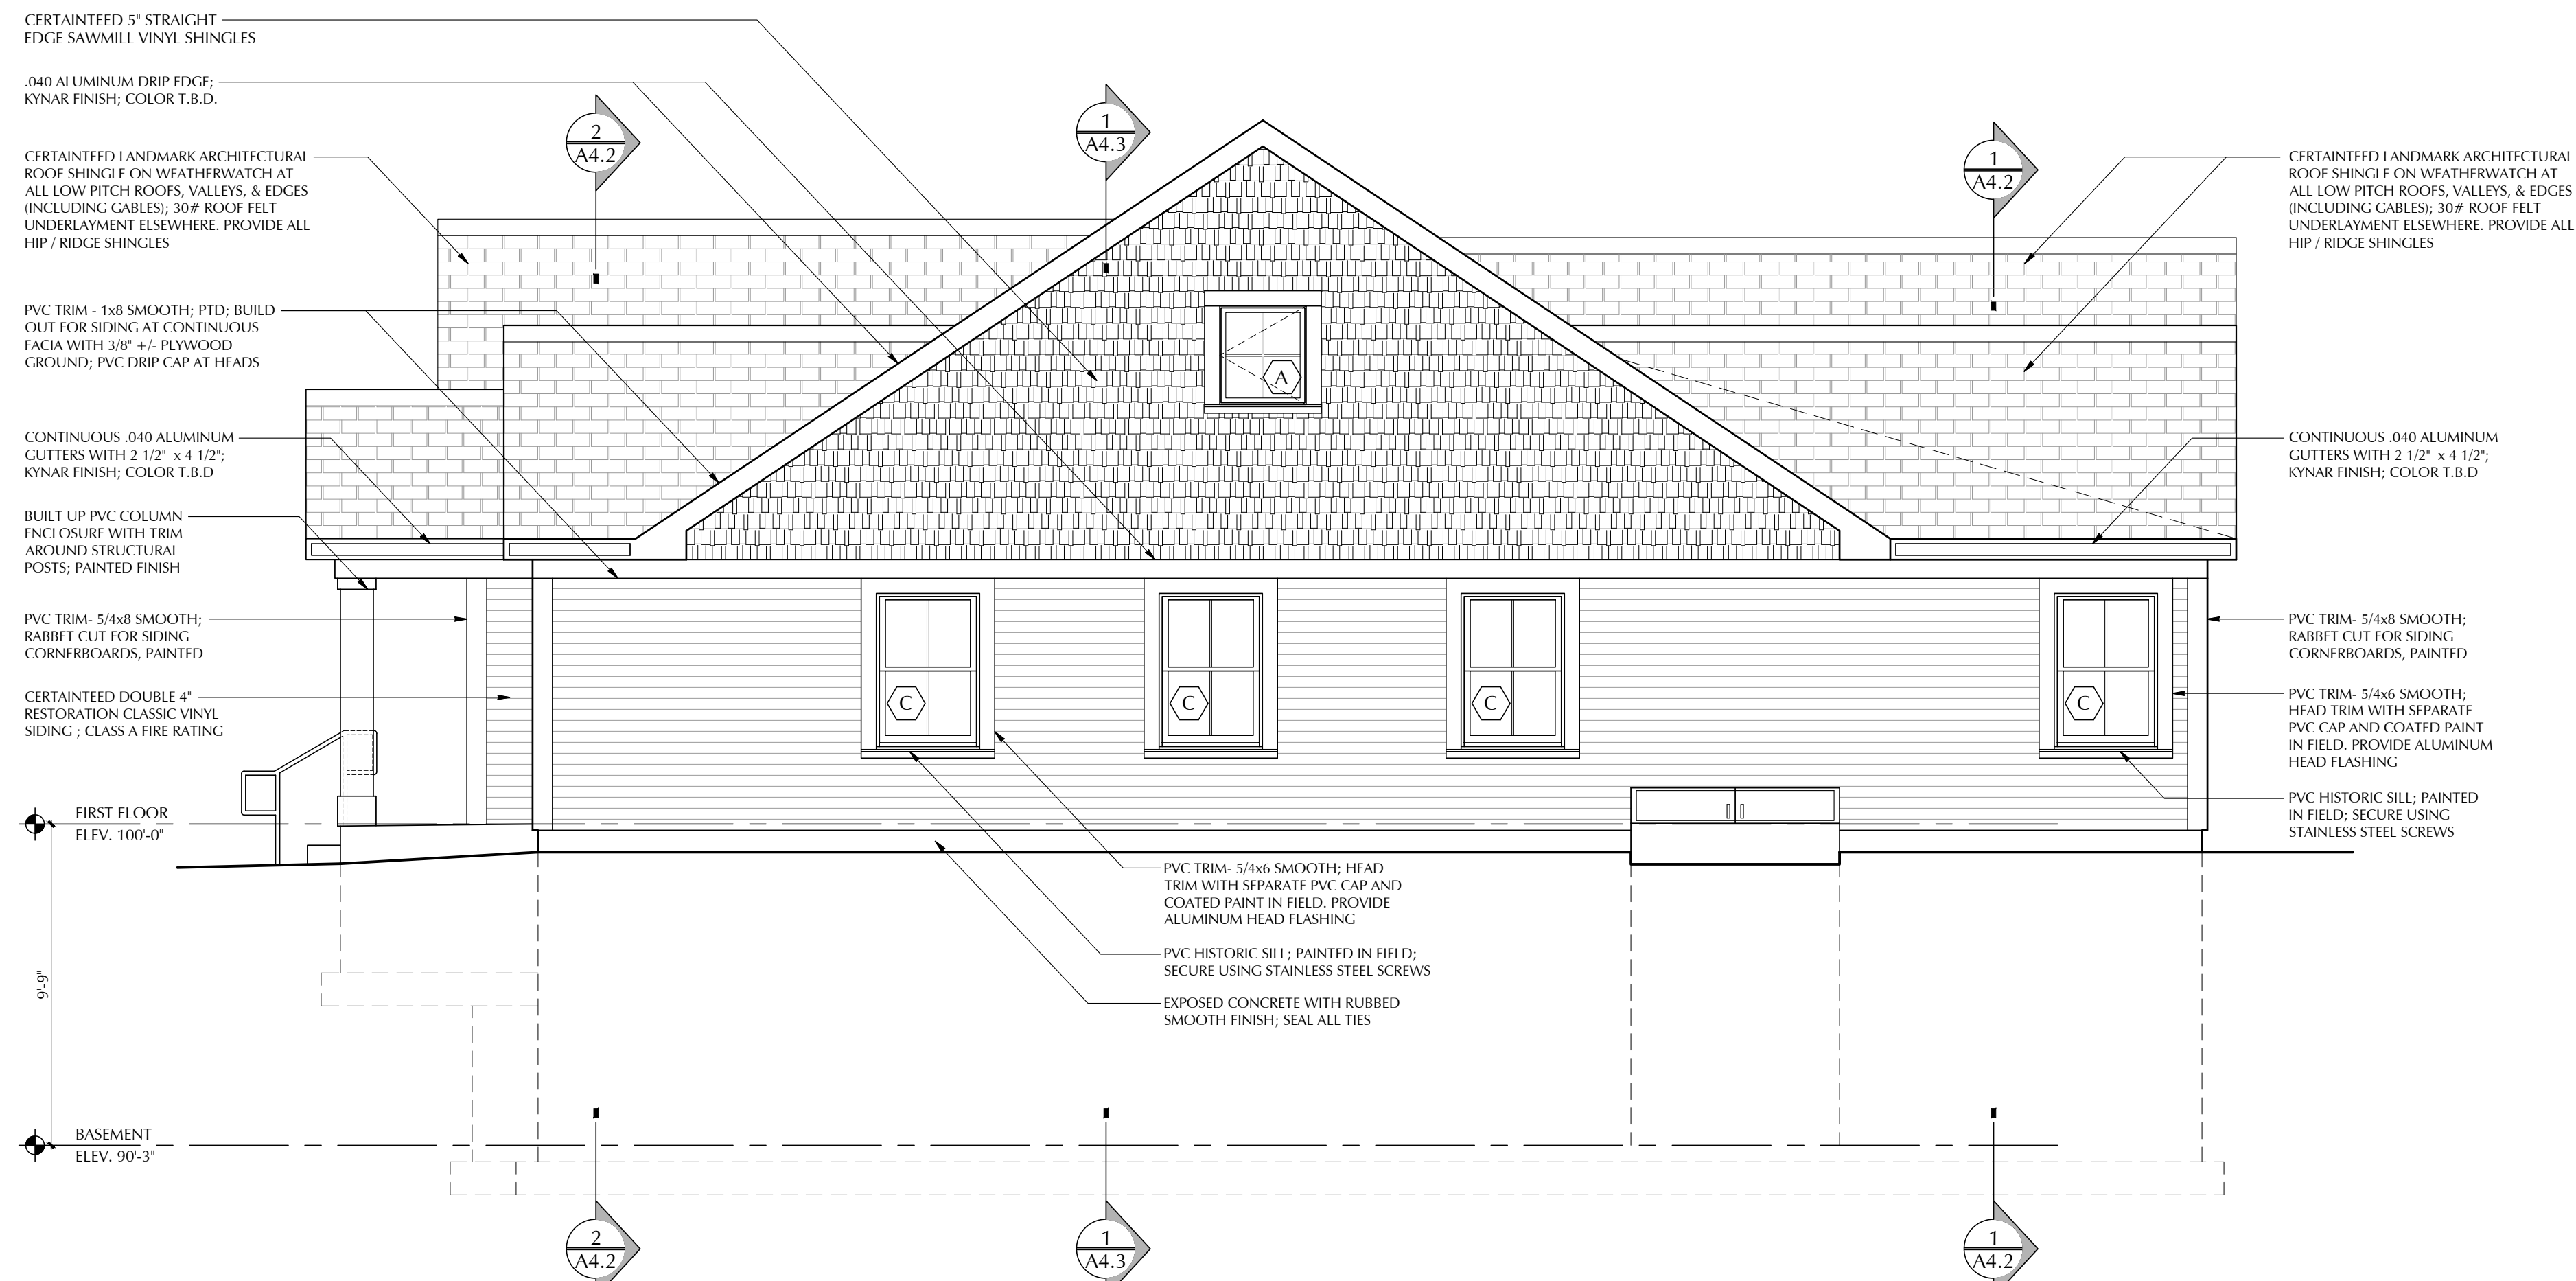 CERTAINTEED 5" STRAIGHT
EDGE SAWMILL VINYL SHINGLES
.040 ALUMINUM DRIP EDGE;
KYNAR FINISH; COLOR T.B.D.
CERTAINTEED LANDMARK ARCHITECTURAL
ROOF SHINGLE ON WEATHERWATCH AT
ALL LOW PITCH ROOFS, VALLEYS, & EDGES
(INCLUDING GABLES); 30# ROOF FELT
UNDERLAYMENT ELSEWHERE. PROVIDE ALL
HIP / RIDGE SHINGLES
PVC TRIM - 1x8 SMOOTH; PTD; BUILD
OUT FOR SIDING AT CONTINUOUS
FACIA WITH 3/8" +/- PLYWOOD
GROUND; PVC DRIP CAP AT HEADS
CONTINUOUS .040 ALUMINUM
GUTTERS WITH 2 1/2" x 4 1/2";
KYNAR FINISH; COLOR T.B.D
BUILT UP PVC COLUMN
ENCLOSURE WITH TRIM
AROUND STRUCTURAL
POSTS; PAINTED FINISH
PVC TRIM- 5/4x8 SMOOTH;
RABBET CUT FOR SIDING
CORNERBOARDS, PAINTED
CERTAINTEED DOUBLE 4"
RESTORATION CLASSIC VINYL
SIDING ; CLASS A FIRE RATING
FIRST FLOOR
ELEV. 100'-0"
9'-9"
BASEMENT
ELEV. 90'-3"
2
A4.2
1
A4.3
1
A4.2
A
C
C
C
C
PVC TRIM- 5/4x6 SMOOTH; HEAD
TRIM WITH SEPARATE PVC CAP AND
COATED PAINT IN FIELD. PROVIDE
ALUMINUM HEAD FLASHING
PVC HISTORIC SILL; PAINTED IN FIELD;
SECURE USING STAINLESS STEEL SCREWS
EXPOSED CONCRETE WITH RUBBED
SMOOTH FINISH; SEAL ALL TIES
2
A4.2
1
A4.3
1
A4.2
CERTAINTEED LANDMARK ARCHITECTURAL
ROOF SHINGLE ON WEATHERWATCH AT
ALL LOW PITCH ROOFS, VALLEYS, & EDGES
(INCLUDING GABLES); 30# ROOF FELT
UNDERLAYMENT ELSEWHERE. PROVIDE ALL
HIP / RIDGE SHINGLES
CONTINUOUS .040 ALUMINUM
GUTTERS WITH 2 1/2" x 4 1/2";
KYNAR FINISH; COLOR T.B.D
PVC TRIM- 5/4x8 SMOOTH;
RABBET CUT FOR SIDING
CORNERBOARDS, PAINTED
PVC TRIM- 5/4x6 SMOOTH;
HEAD TRIM WITH SEPARATE
PVC CAP AND COATED PAINT
IN FIELD. PROVIDE ALUMINUM
HEAD FLASHING
PVC HISTORIC SILL; PAINTED
IN FIELD; SECURE USING
STAINLESS STEEL SCREWS